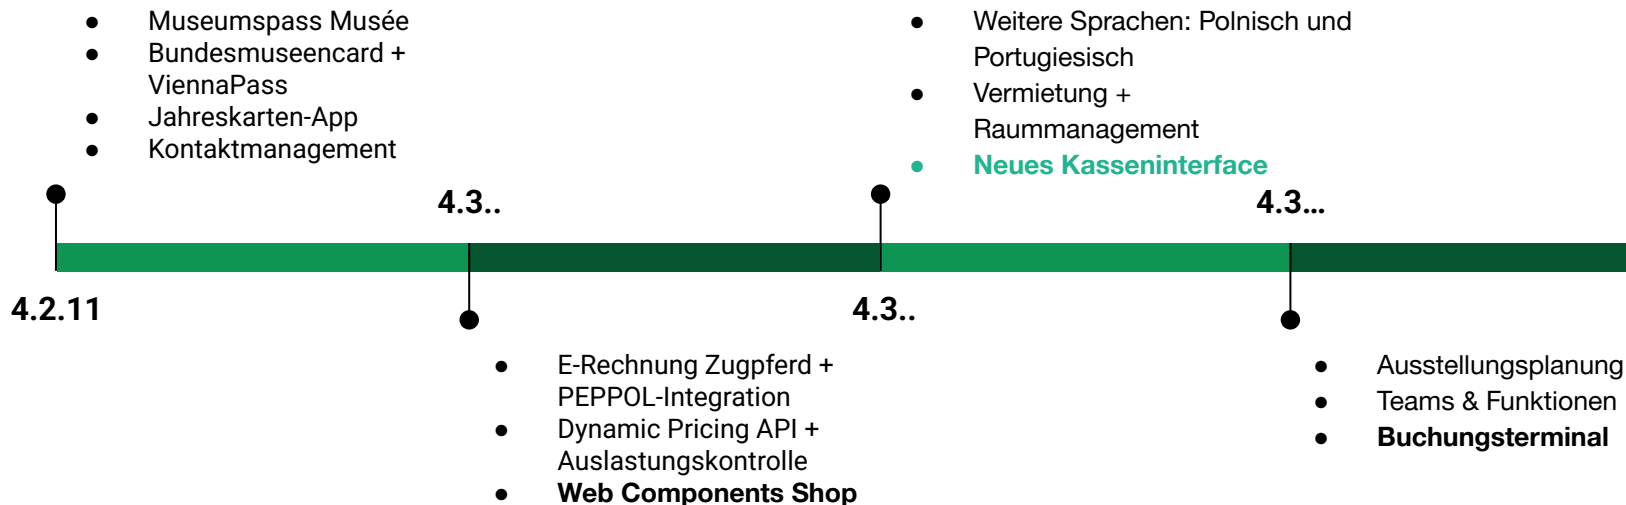 ● Museumspass Musée
● Bundesmuseencard +
ViennaPass
● Jahreskarten-App
● Kontaktmanagement
4.2.11
4.3..
● E-Rechnung Zugpferd +
PEPPOL-Integration
● Dynamic Pricing API +
Auslastungskontrolle
● Web Components Shop
● Weitere Sprachen: Polnisch und
Portugiesisch
● Vermietung +
Raummanagement
● Neues Kasseninterface
4.3..
4.3...
● Ausstellungsplanung
● Teams & Funktionen
● Buchungsterminal